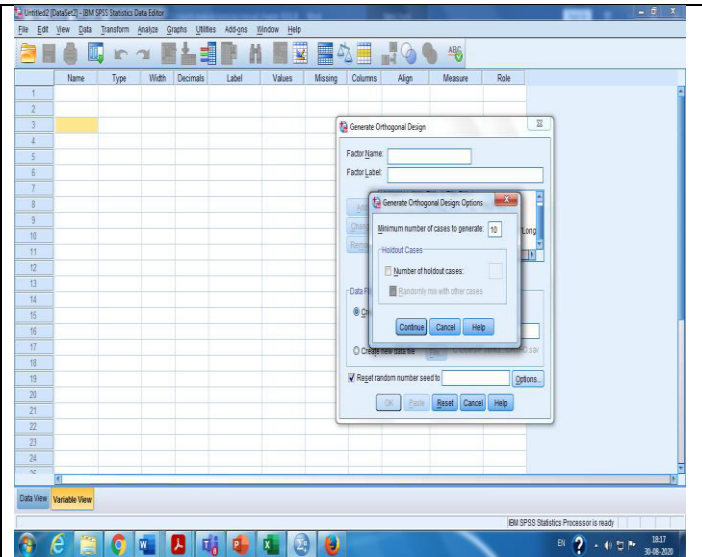 *Untitled2 [DataSet2] - IBM SPSS Statistics Data Editor
File Edit View Data Transform Analyze Graphs Utilities Add-ons Window Help
Name Type Width Decimals Label Values Missing Columns Align Measure Role
1
2
3
4
5
6
7
8
9
10
11
12
13
14
15
16
17
18
19
20
21
22
23
24
Generate Orthogonal Design
Factor Name:
Factor Label:
Generate Orthogonal Design: Options
Minimum number of cases to generate: 10
Holdout Cases
Number of holdout cases:
Randomly mix with other cases
Continue Cancel Help
Data Fi
Create new data file
Reset random number seed to Options...
OK Paste Reset Cancel Help
Data View Variable View
IBM SPSS Statistics Processor is ready
EN 18:17
30-08-2020